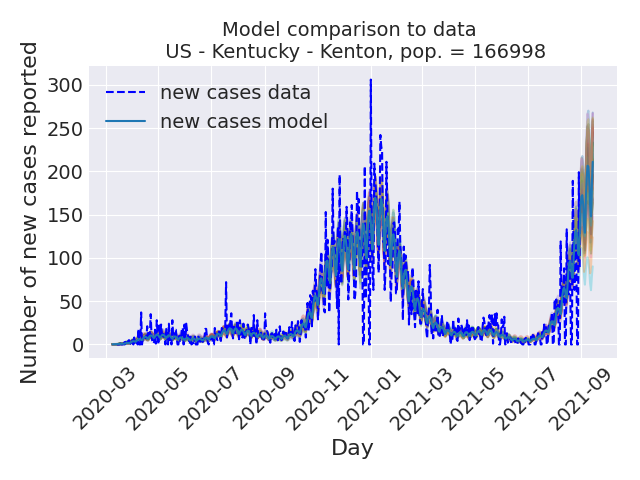 Model comparison to data
US - Kentucky - Kenton, pop. = 166998
new cases data
new cases model
Number of new cases reported
300
250
200
150
100
50
0
2020-03
2020-05
2020-07
2020-09
2020-11
2021-01
2021-03
2021-05
2021-07
2021-09
Day